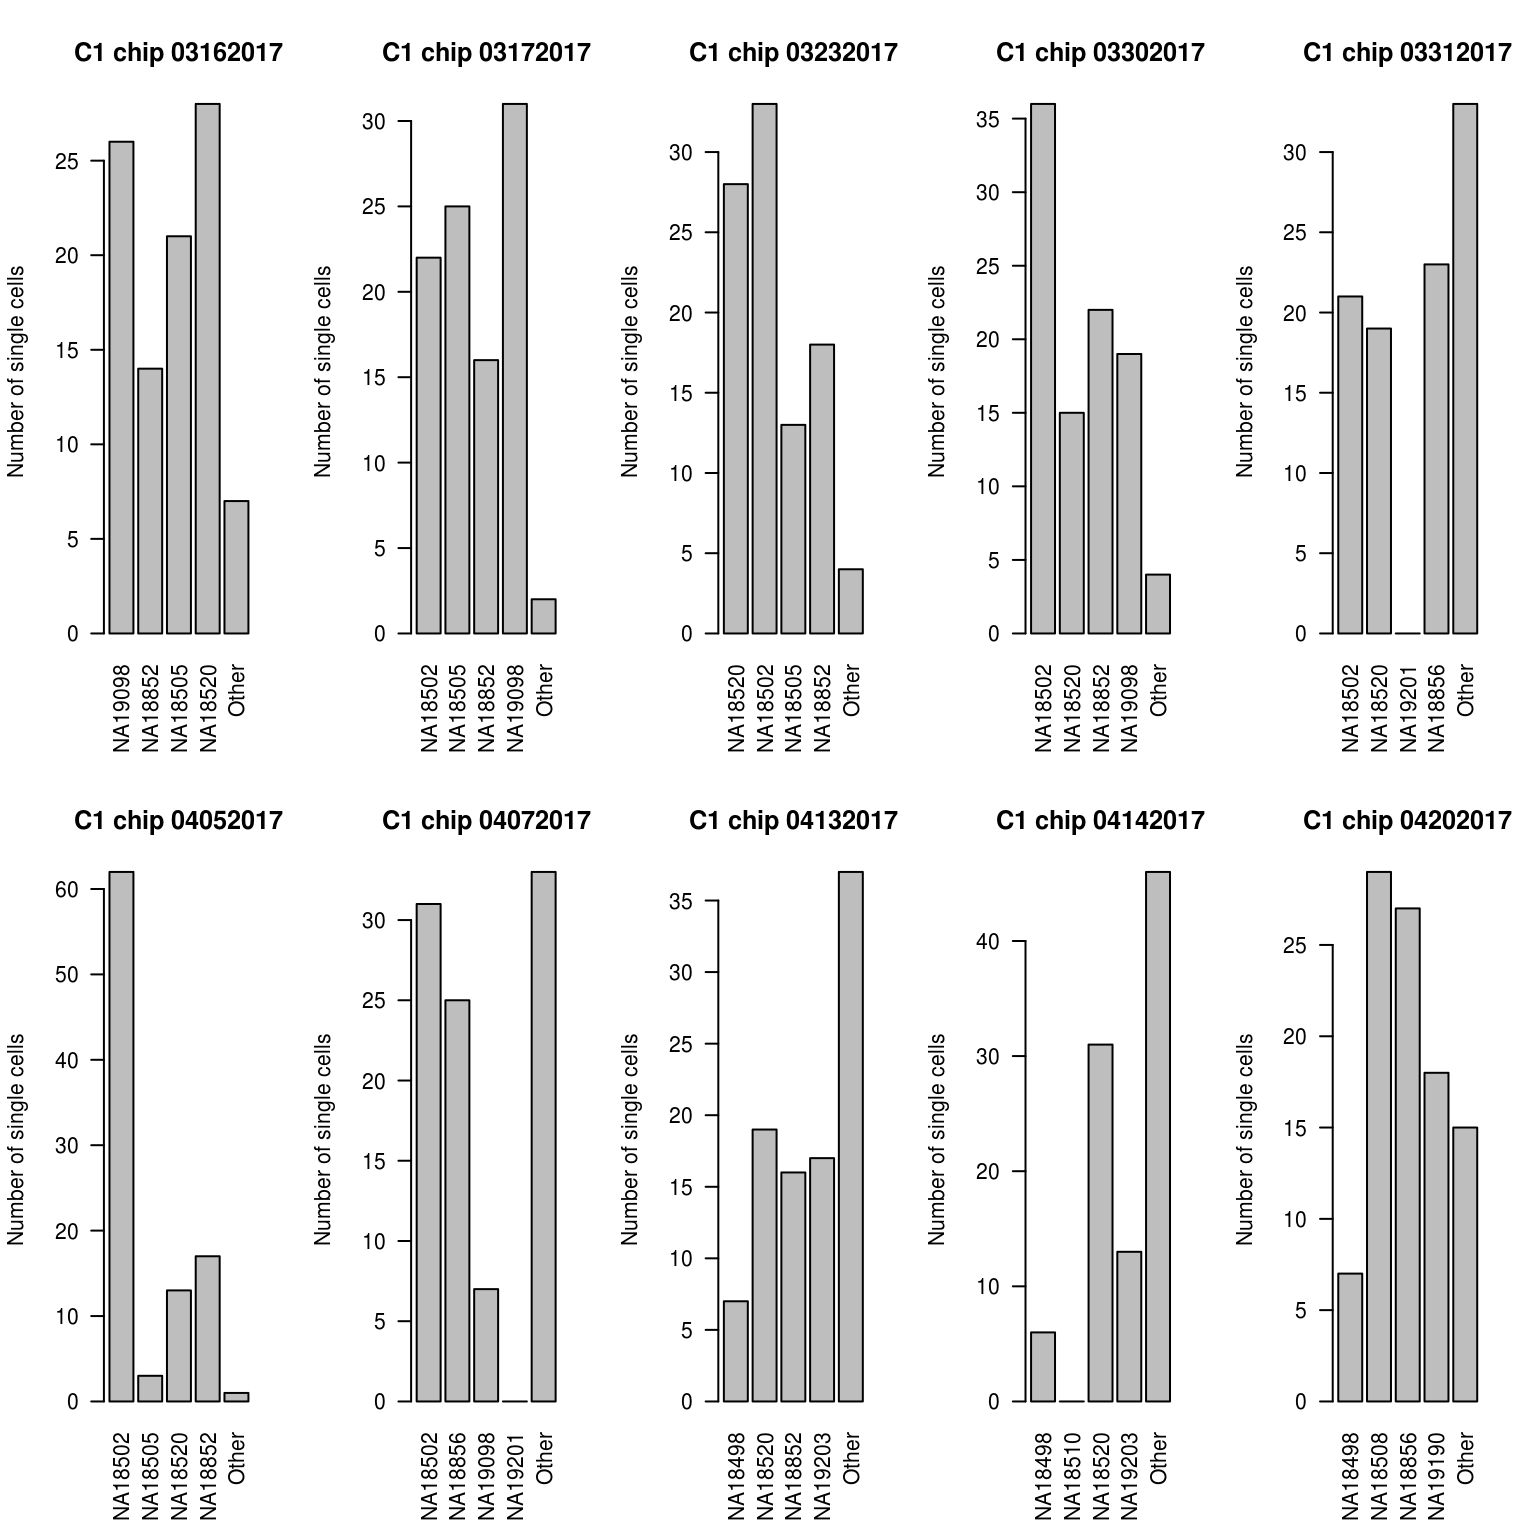 C1 chip 03162017
Number of single cells
25
20
15
10
5
0
NA19098
NA18852
NA18505
NA18520
Other
C1 chip 03172017
Number of single cells
30
25
20
15
10
5
0
NA18502
NA18505
NA18852
NA19098
Other
C1 chip 03232017
Number of single cells
30
25
20
15
10
5
0
NA18520
NA18502
NA18505
NA18852
Other
C1 chip 03302017
Number of single cells
35
30
25
20
15
10
5
0
NA18502
NA18520
NA18852
NA19098
Other
C1 chip 03312017
Number of single cells
30
25
20
15
10
5
0
NA18502
NA18520
NA19201
NA18856
Other
C1 chip 04052017
Number of single cells
60
50
40
30
20
10
0
NA18502
NA18505
NA18520
NA18852
Other
C1 chip 04072017
Number of single cells
30
25
20
15
10
5
0
NA18502
NA18856
NA19098
NA19201
Other
C1 chip 04132017
Number of single cells
35
30
25
20
15
10
5
0
NA18498
NA18520
NA18852
NA19203
Other
C1 chip 04142017
Number of single cells
40
30
20
10
0
NA18498
NA18510
NA18520
NA19203
Other
C1 chip 04202017
Number of single cells
25
20
15
10
5
0
NA18498
NA18508
NA18856
NA19190
Other